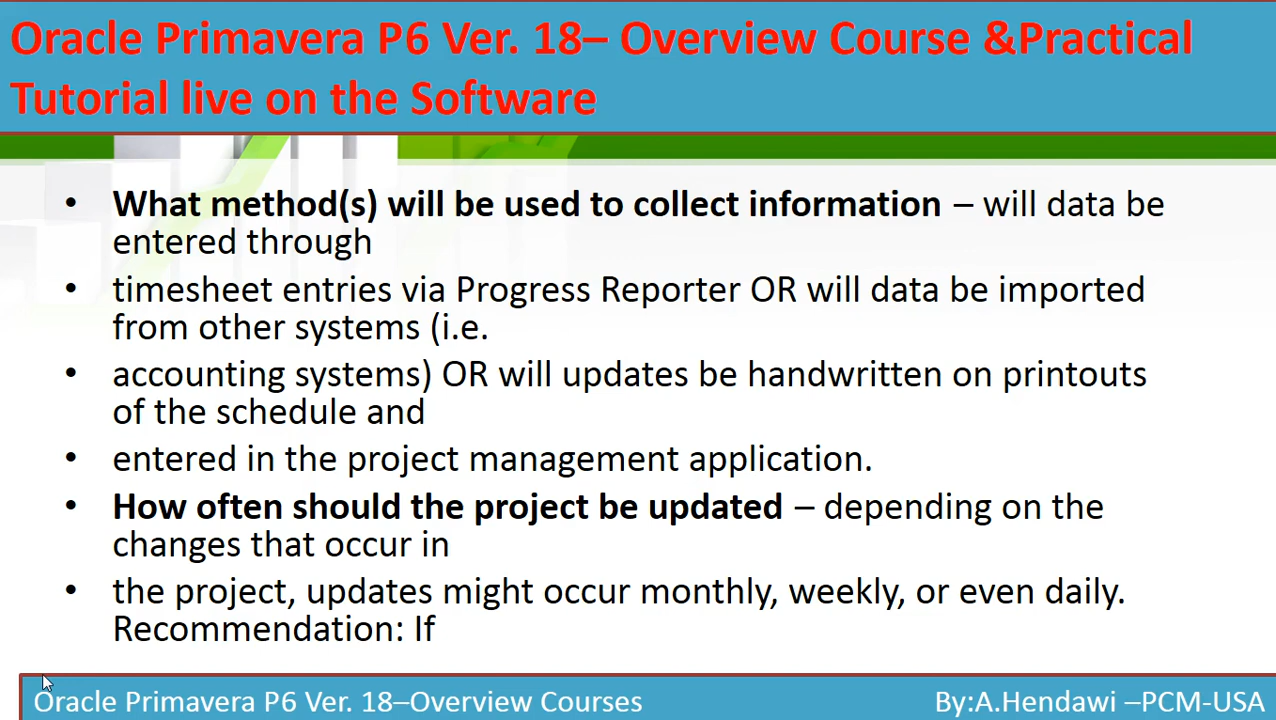 Oracle Primavera P6 Ver. 18– Overview Course &Practical
Tutorial live on the Software
• What method(s) will be used to collect information – will data be
entered through
• timesheet entries via Progress Reporter OR will data be imported
from other systems (i.e.
• accounting systems) OR will updates be handwritten on printouts
of the schedule and
• entered in the project management application.
• How often should the project be updated – depending on the
changes that occur in
• the project, updates might occur monthly, weekly, or even daily.
Recommendation: If
Oracle Primavera P6 Ver. 18–Overview Courses By:A.Hendawi –PCM-USA